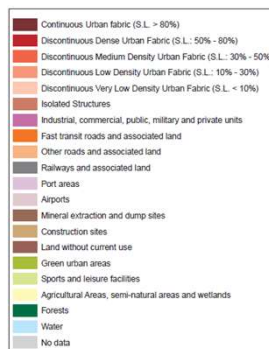 Continuous Urban fabric (S.L. > 80%)
Discontinuous Dense Urban Fabric (S.L.: 50% - 80%)
Discontinuous Medium Density Urban Fabric (S.L.: 30% - 50%
Discontinuous Low Density Urban Fabric (S.L.: 10% - 30%)
Discontinuous Very Low Density Urban Fabric (S.L. < 10%)
Isolated Structures
Industrial, commercial, public, military and private units
Fast transit roads and associated land
Other roads and associated land
Railways and associated land
Port areas
Airports
Mineral extraction and dump sites
Construction sites
Land without current use
Green urban areas
Sports and leisure facilities
Agricultural Areas, semi-natural areas and wetlands
Forests
Water
No data